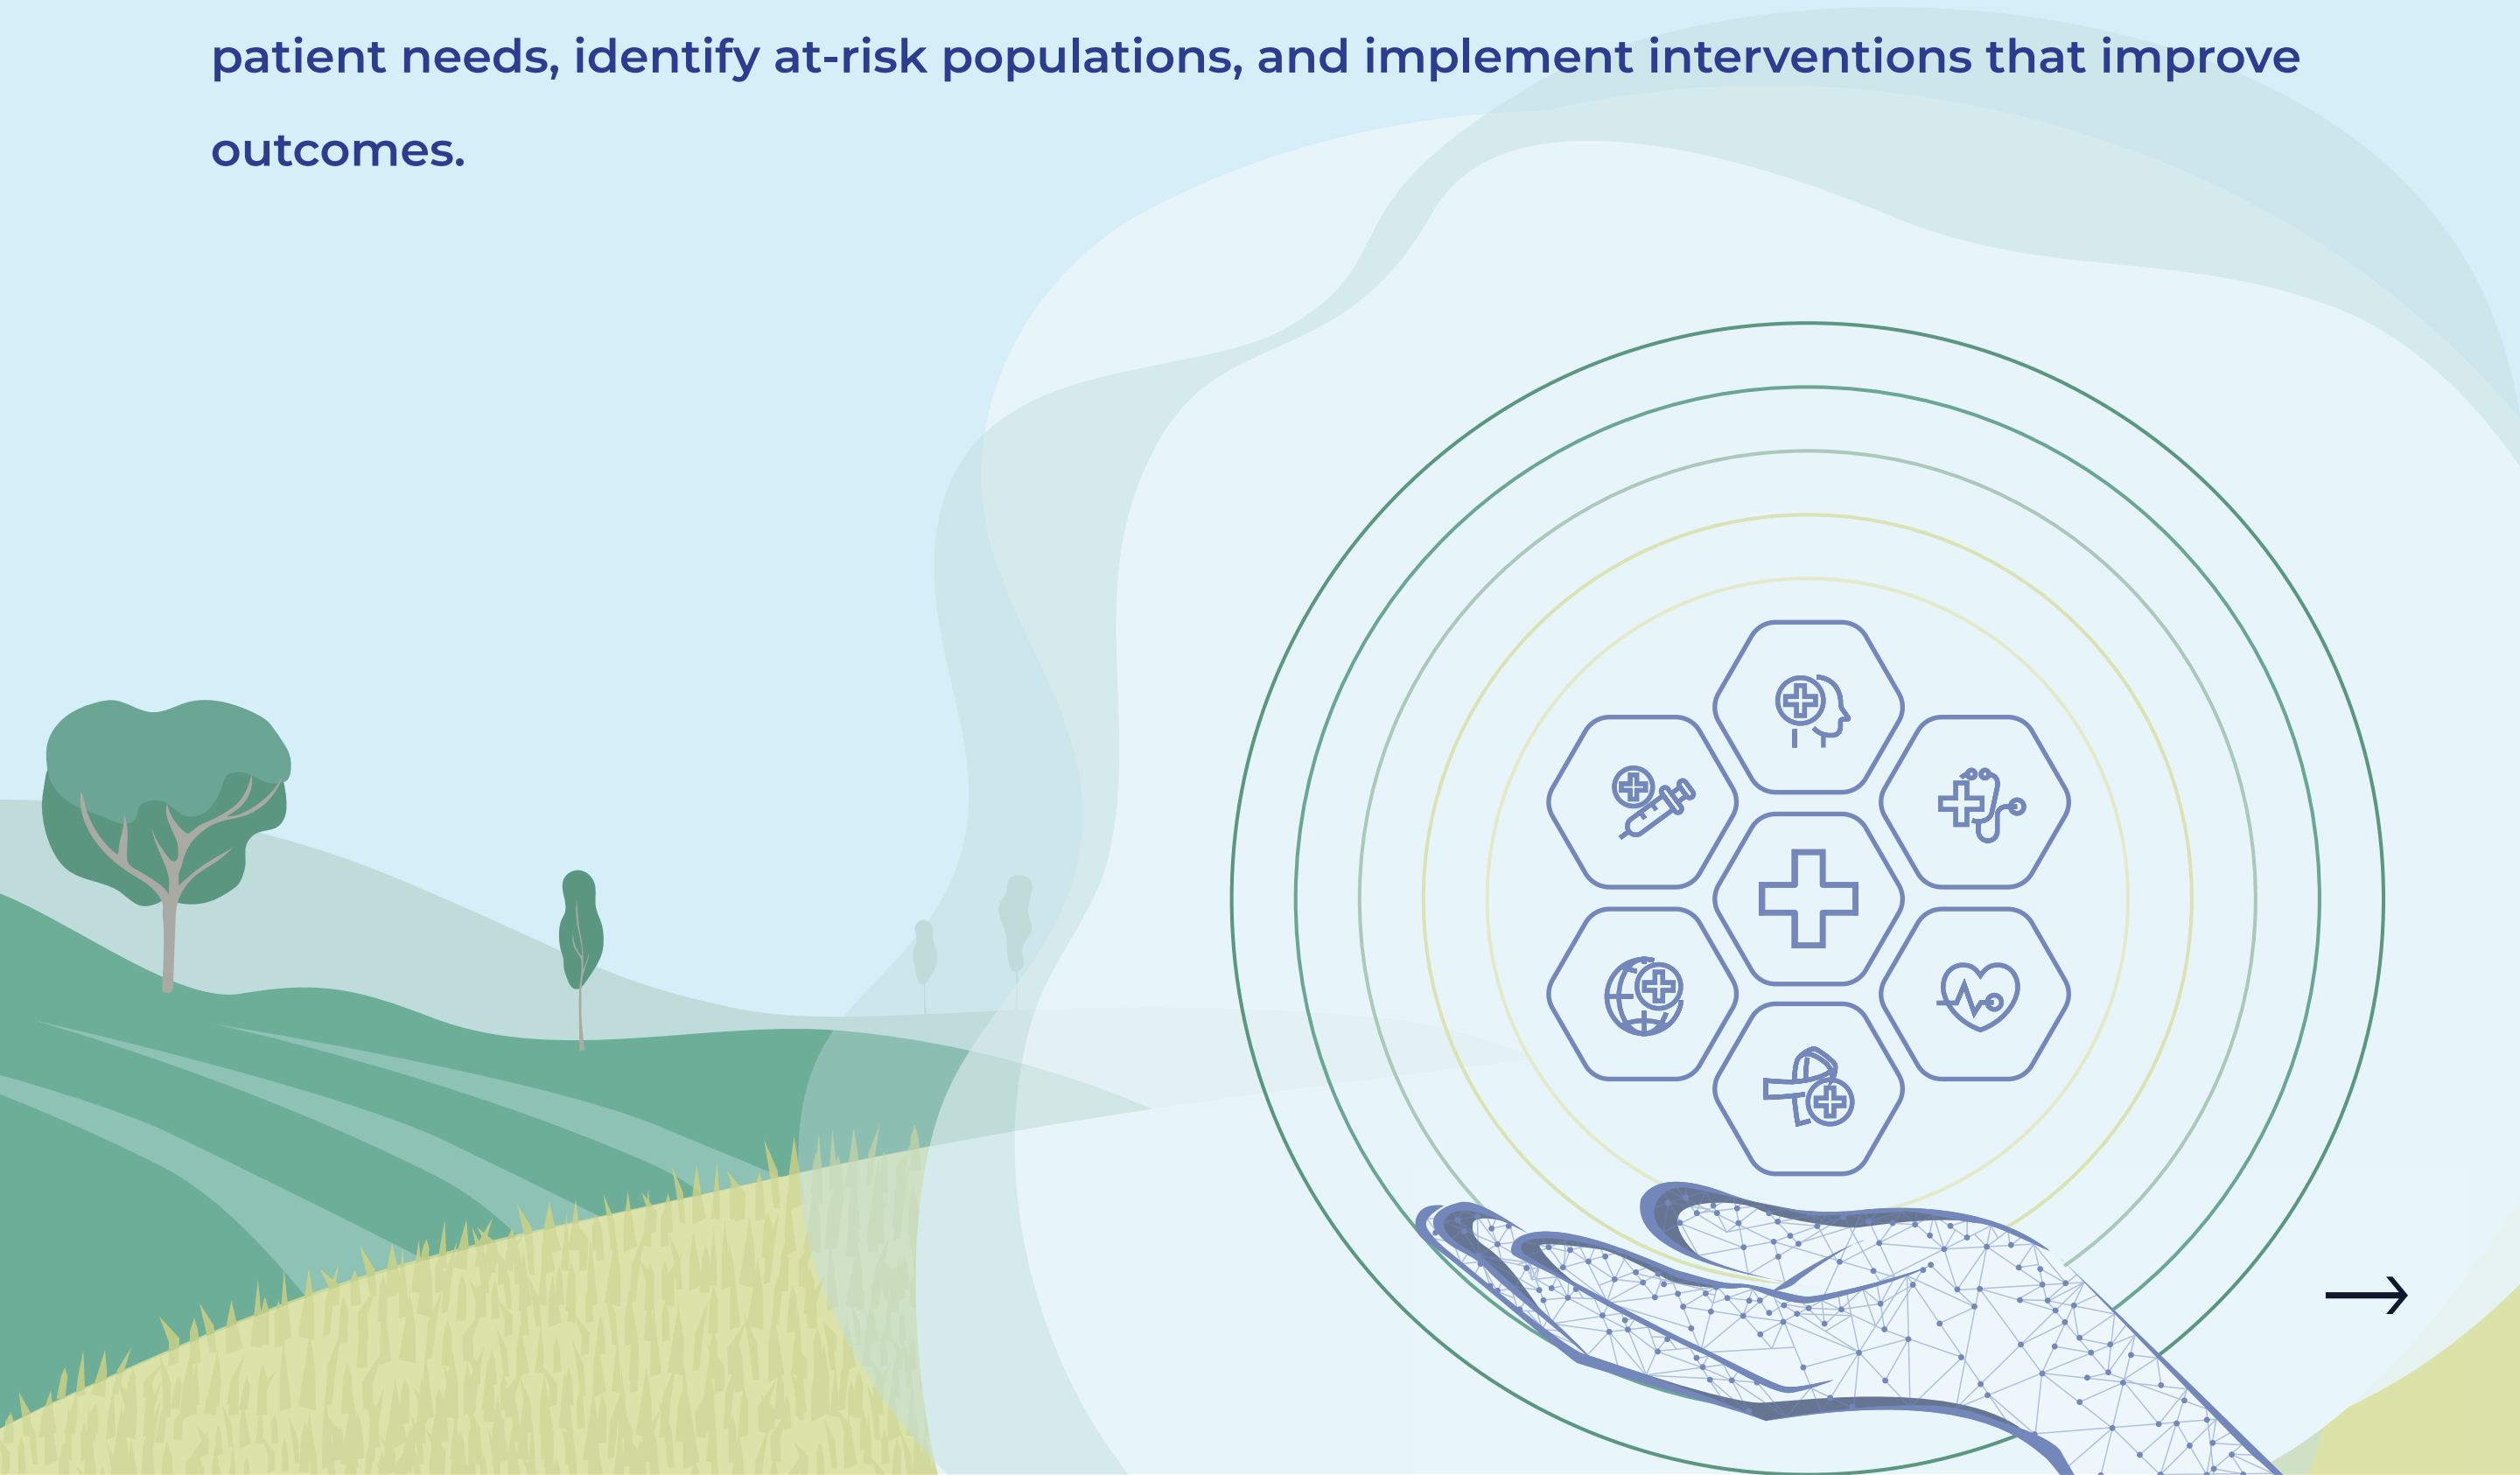 patient needs, identify at-risk populations, and implement interventions that improve
outcomes.